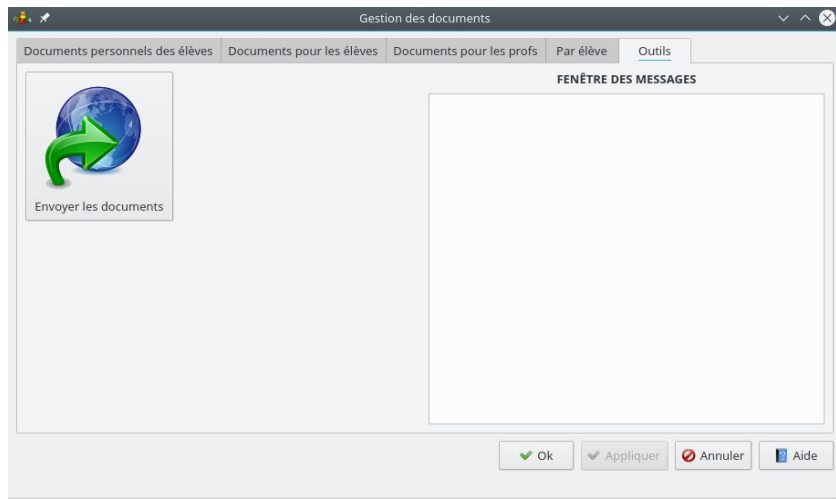 Gestion des documents
Documents personnels des élèves Documents pour les élèves Documents pour les profs Par élève Outils
FENÊTRE DES MESSAGES
Envoyer les documents
Ok Appliquer Annuler Aide